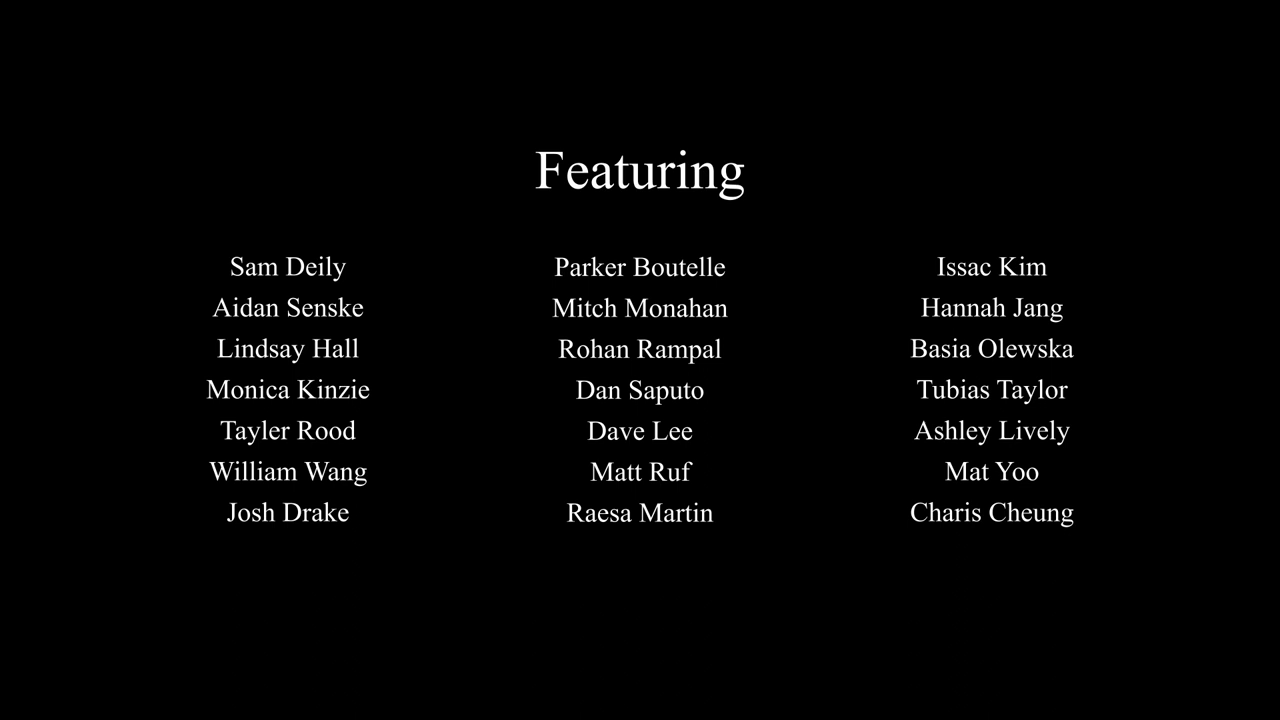 Featuring
Sam Deily
Aidan Senske
Lindsay Hall
Monica Kinzie
Tayler Rood
William Wang
Josh Drake
Parker Boutelle
Mitch Monahan
Rohan Rampal
Dan Saputo
Dave Lee
Matt Ruf
Raesa Martin
Issac Kim
Hannah Jang
Basia Olewska
Tubias Taylor
Ashley Lively
Mat Yoo
Charis Cheung